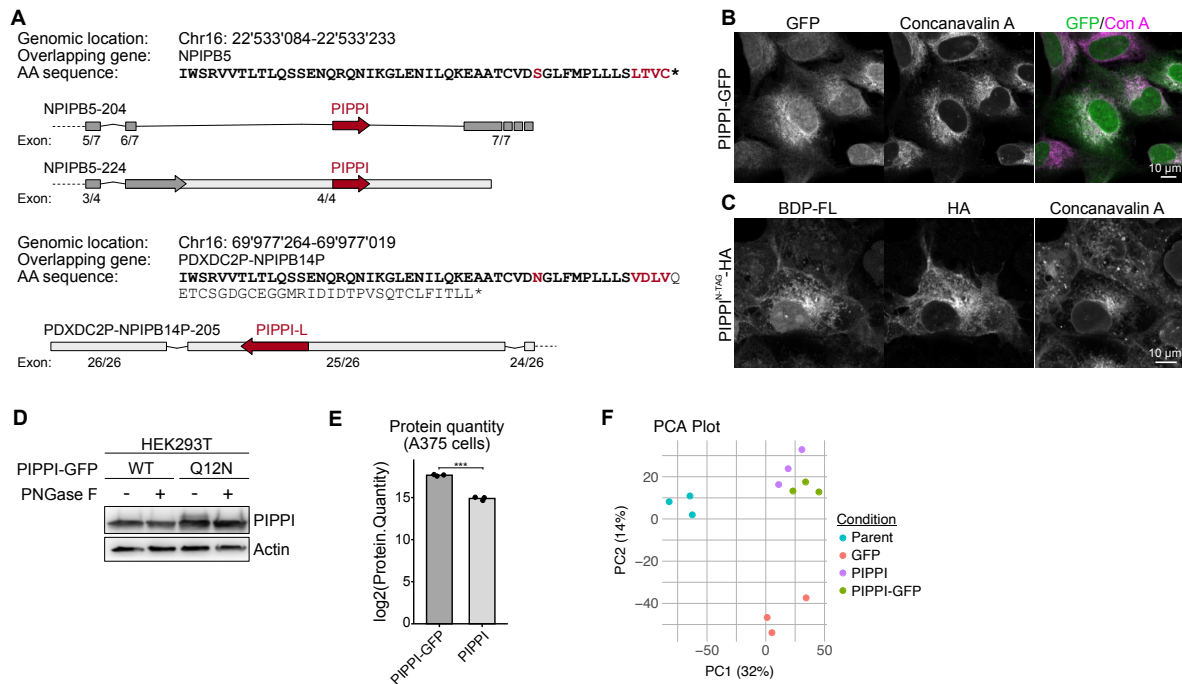 A
Genomic location: Chr16: 22'533'084-22'533'233
Overlapping gene: NPIPB5
AA sequence: IWSRVVTLTLQSSENQRQNIKGLENILQKEAATCVDSGLFMPLLLSLTVC*
NPIPB5-204
PIPPI
Exon: 5/7 6/7 7/7
NPIPB5-224
PIPPI
Exon: 3/4 4/4
Genomic location: Chr16: 69'977'264-69'977'019
Overlapping gene: PDXDC2P-NPIPB14P
AA sequence: IWSRVVTLTLQSSENQRQNIKGLENILQKEAATCVDNGLFMPLLLSVDLVQ
ETCSGDGCEGGMRIDIDTPVSQTCLFITLL*
PDXDC2P-NPIPB14P-205 PIPPI-L
Exon: 26/26 25/26 24/26
B
GFP Concanavalin A GFP/Con A
PIPPI-GFP
10 µm
C
BDP-FL HA Concanavalin A
PIPPI^N-TAG-HA
10 µm
D
HEK293T
PIPPI-GFP WT Q12N
PNGase F - + - +
PIPPI
Actin
E
Protein quantity
(A375 cells)
***
log2(Protein.Quantity)
15
10
5
0
PIPPI-GFP PIPPI
F
PCA Plot
PC2 (14%)
20
0
−20
−40
−50 0 50
PC1 (32%)
Condition
Parent
GFP
PIPPI
PIPPI-GFP